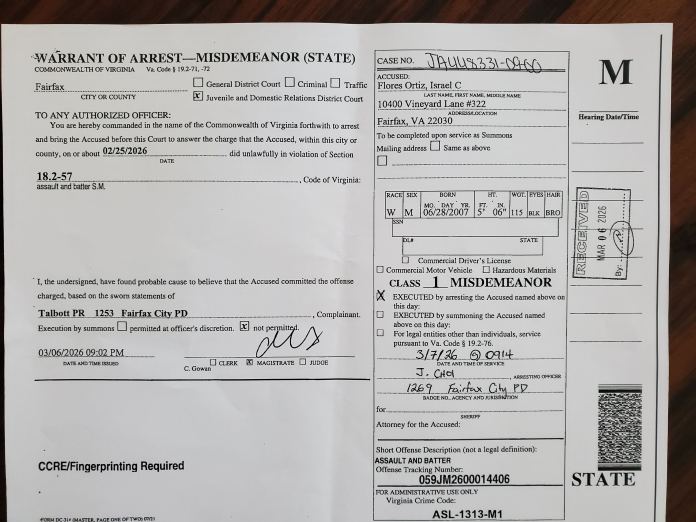 WARRANT OF ARREST—MISDEMEANOR (STATE)
COMMONWEALTH OF VIRGINIA Va. Code § 19.2-71, -72
Fairfax
CITY OR COUNTY
General District Court Criminal Traffic
X Juvenile and Domestic Relations District Court
TO ANY AUTHORIZED OFFICER:
You are hereby commanded in the name of the Commonwealth of Virginia forthwith to arrest
and bring the Accused before this Court to answer the charge that the Accused, within this city or
county, on or about 02/25/2026 did unlawfully in violation of Section
DATE
18.2-57 , Code of Virginia:
assault and batter S.M.
I, the undersigned, have found probable cause to believe that the Accused committed the offense
charged, based on the sworn statements of
Talbott PR 1253 Fairfax City PD , Complainant.
Execution by summons permitted at officer's discretion. X not permitted.
03/06/2026 09:02 PM
DATE AND TIME ISSUED
CLERK X MAGISTRATE JUDGE
C. Gowan
CCRE/Fingerprinting Required
CASE NO.
ACCUSED:
Flores Ortiz, Israel C
LAST NAME, FIRST NAME, MIDDLE NAME
10400 Vineyard Lane #322
ADDRESS/LOCATION
Fairfax, VA 22030
To be completed upon service as Summons
Mailing address Same as above
RACE SEX BORN HT. WGT. EYES HAIR
MO. DAY YR. FT. IN.
W M 06/28/2007 5' 06" 115 BLK BRO
SSN
DL# STATE
Commercial Driver's License
Commercial Motor Vehicle Hazardous Materials
CLASS 1 MISDEMEANOR
X EXECUTED by arresting the Accused named above on
this day:
EXECUTED by summoning the Accused named
above on this day:
For legal entities other than individuals, service
pursuant to Va. Code § 19.2-76.
3/7/26 @ 0914
DATE AND TIME OF SERVICE
J. CHOI , ARRESTING OFFICER
1269 Fairfax City PD
BADGE NO., AGENCY AND JURISDICTION
for
SHERIFF
Attorney for the Accused:
Short Offense Description (not a legal definition):
ASSAULT AND BATTER
Offense Tracking Number:
059JM2600014406
FOR ADMINISTRATIVE USE ONLY
Virginia Crime Code:
ASL-1313-M1
M
Hearing Date/Time
RECEIVED
MAR 06 2026
By:
STATE